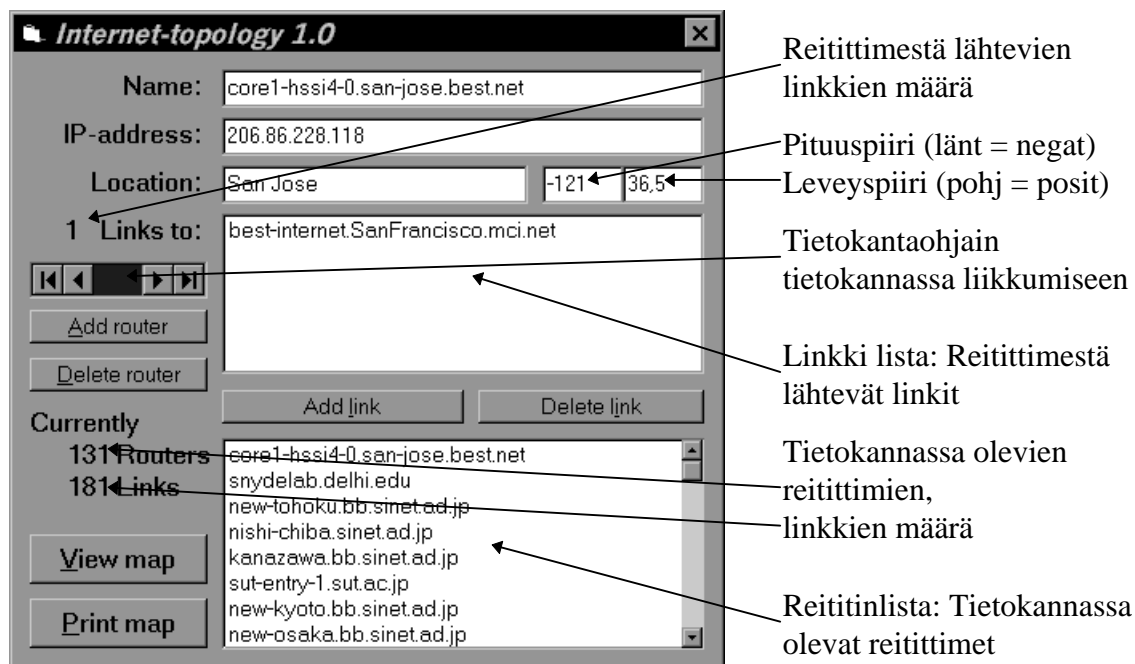 Internet-topology 1.0
Name: core1-hssi4-0.san-jose.best.net
IP-address: 206.86.228.118
Location: San Jose -121 36,5
1 Links to: best-internet.SanFrancisco.mci.net
Add router
Delete router
Add link Delete link
Currently
131 Routers
181 Links
core1-hssi4-0.san-jose.best.net
snydelab.delhi.edu
new-tohoku.bb.sinet.ad.jp
nishi-chiba.sinet.ad.jp
kanazawa.bb.sinet.ad.jp
sut-entry-1.sut.ac.jp
new-kyoto.bb.sinet.ad.jp
new-osaka.bb.sinet.ad.jp
View map
Print map
Reitittimestä lähtevien
linkkien määrä
Pituuspiiri (länt = negat)
Leveyspiiri (pohj = posit)
Tietokantaohjain
tietokannassa liikkumiseen
Linkki lista: Reitittimestä
lähtevät linkit
Tietokannassa olevien
reitittimien,
linkkien määrä
Reititinlista: Tietokannassa
olevat reitittimet